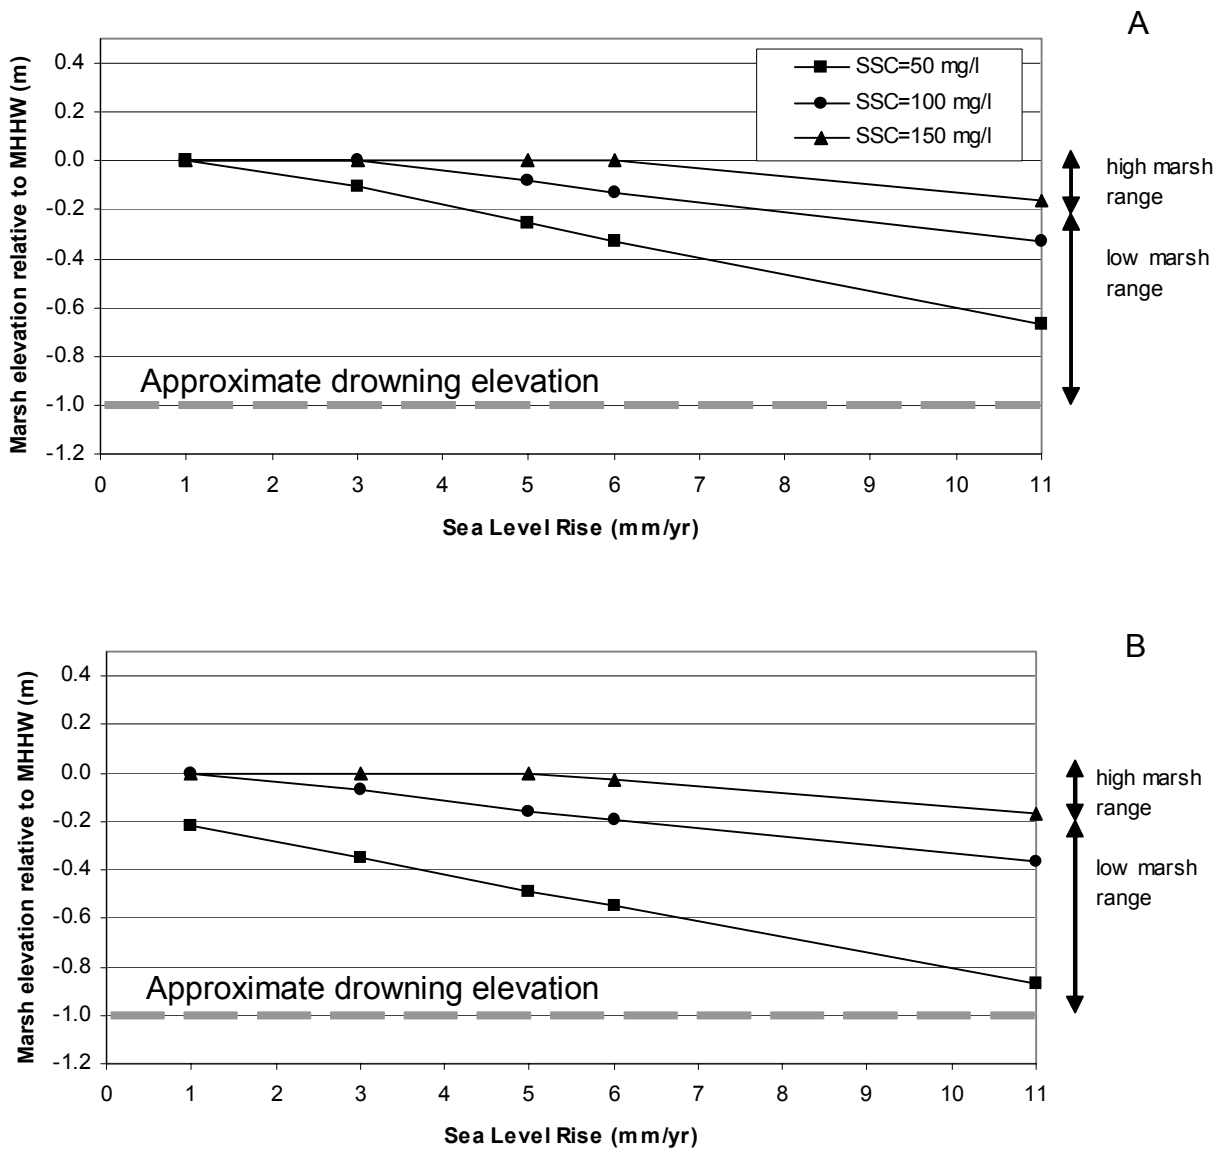 A
Marsh elevation relative to MHHW (m)
0.4
0.2
0.0
-0.2
-0.4
-0.6
-0.8
-1.0
-1.2
SSC=50 mg/l
SSC=100 mg/l
SSC=150 mg/l
high marsh
range
low marsh
range
Approximate drowning elevation
0 1 2 3 4 5 6 7 8 9 10 11
Sea Level Rise (mm/yr)
B
Marsh elevation relative to MHHW (m)
0.4
0.2
0.0
-0.2
-0.4
-0.6
-0.8
-1.0
-1.2
high marsh
range
low marsh
range
Approximate drowning elevation
0 1 2 3 4 5 6 7 8 9 10 11
Sea Level Rise (mm/yr)